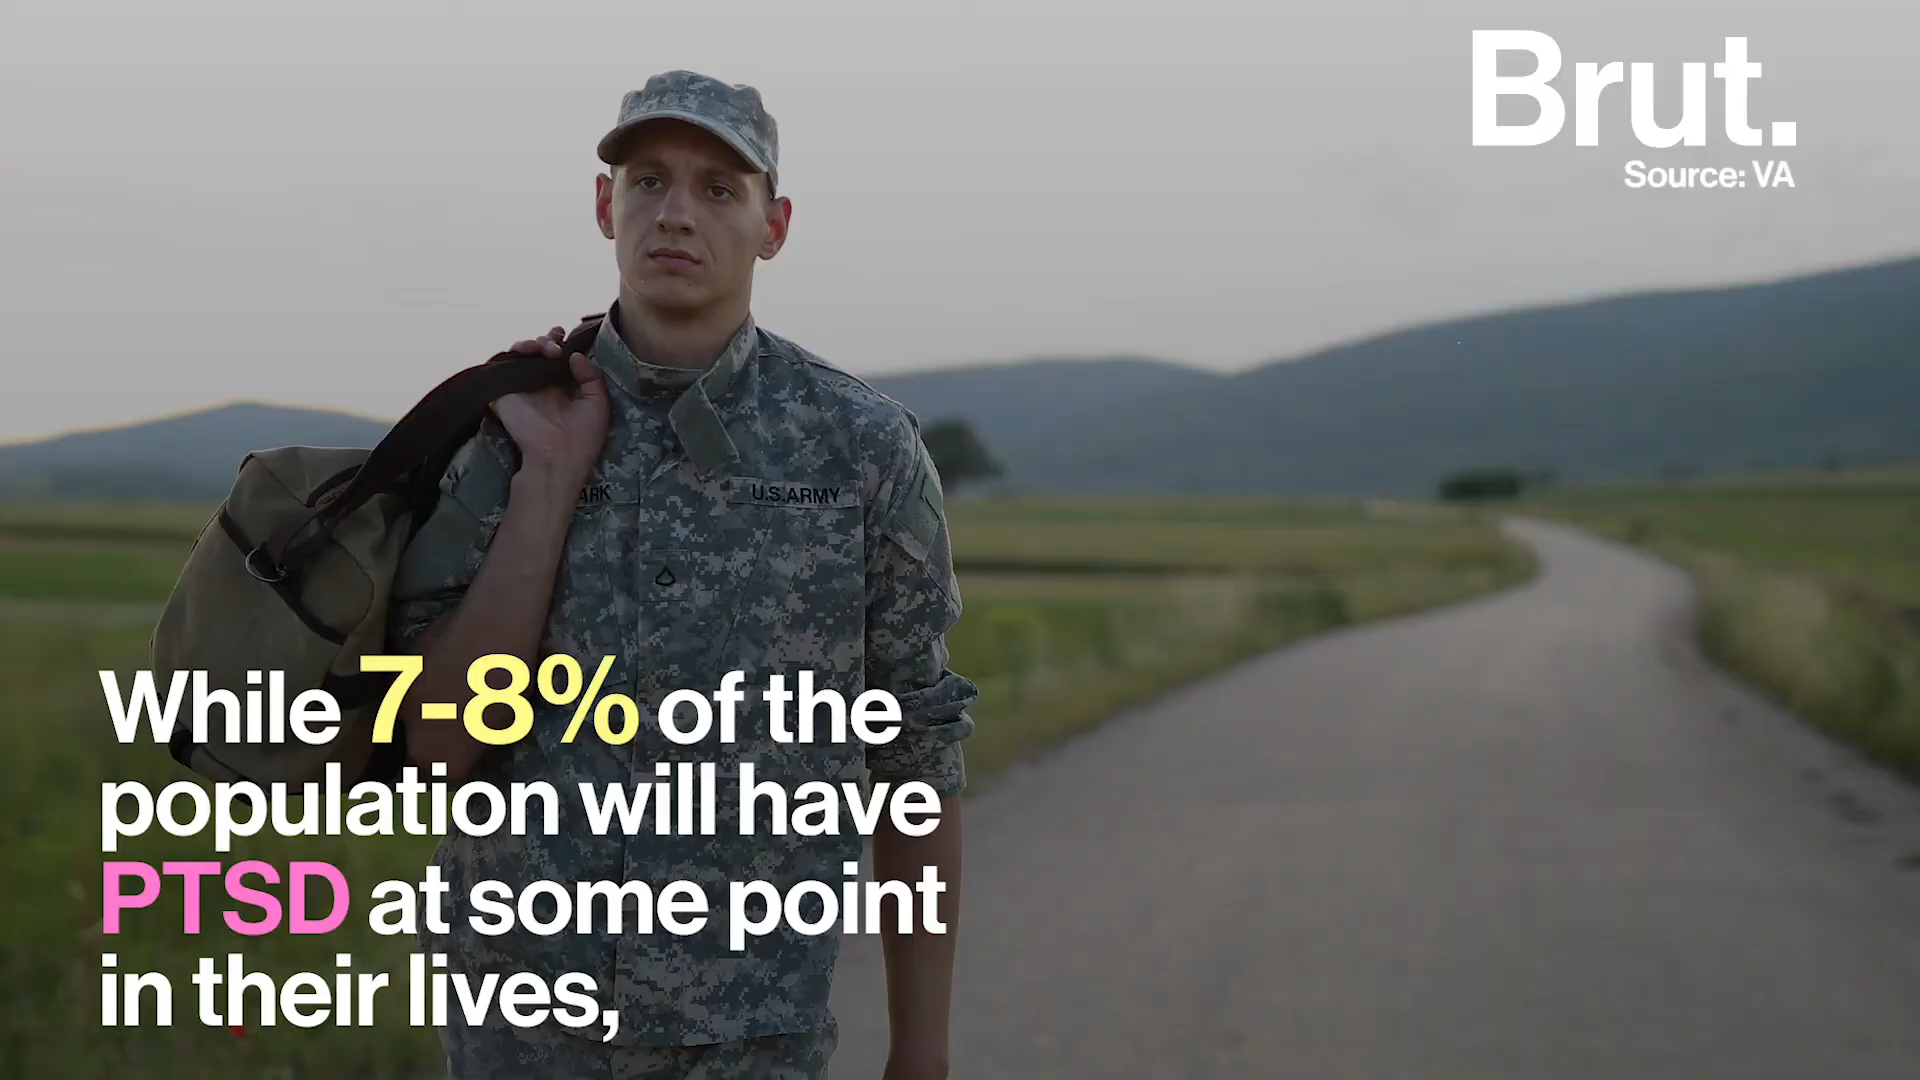 Brut.
Source: VA
ARK
U.S.ARMY
While 7-8% of the
population will have
PTSD at some point
in their lives,